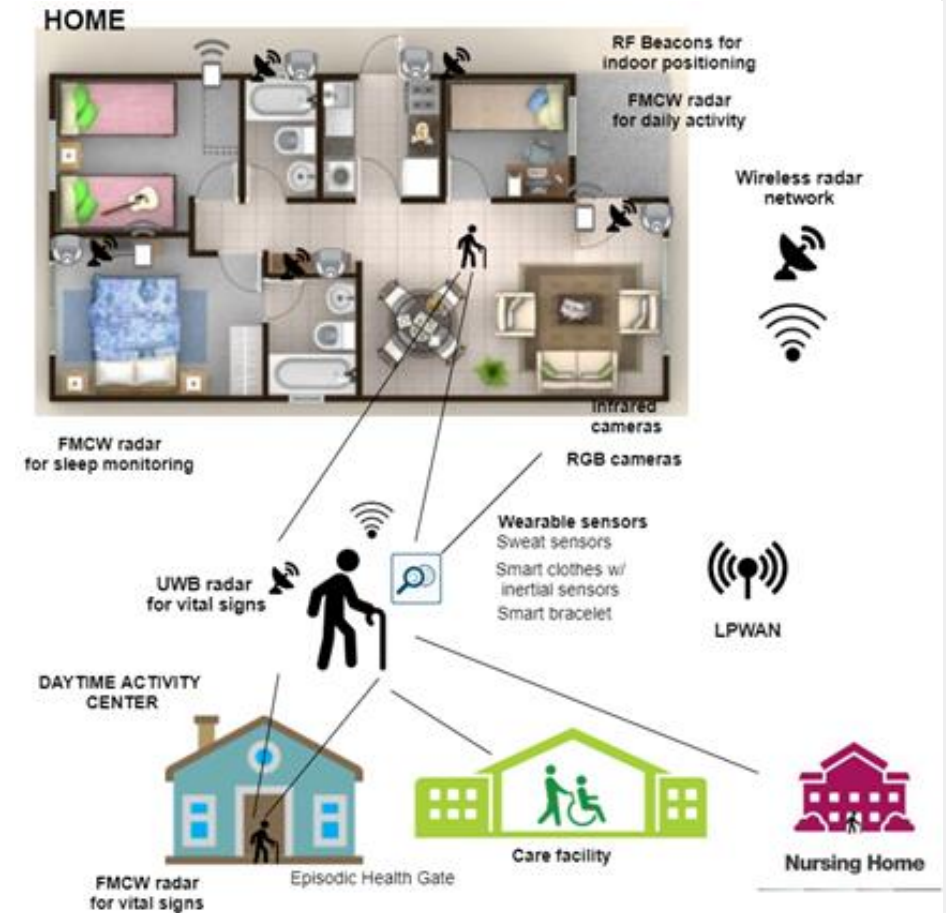 HOME
RF Beacons for
indoor positioning
FMCW radar
for daily activity
Wireless radar
network
Infrared
cameras
RGB cameras
FMCW radar
for sleep monitoring
Wearable sensors
Sweat sensors
Smart clothes w/
inertial sensors
Smart bracelet
UWB radar
for vital signs
LPWAN
DAYTIME ACTIVITY
CENTER
Care facility
Nursing Home
Episodic Health Gate
FMCW radar
for vital signs